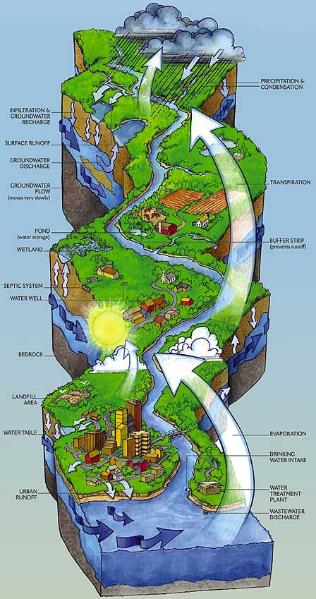 PRECIPITATION &
CONDENSATION
INFILTRATION &
GROUNDWATER
RECHARGE
SURFACE RUNOFF
GROUNDWATER
DISCHARGE
GROUNDWATER
FLOW
(moves very slowly)
TRANSPIRATION
POND
(water storage)
WETLAND
BUFFER STRIP
(prevents runoff)
SEPTIC SYSTEM
WATER WELL
BEDROCK
LANDFILL
AREA
WATER TABLE
EVAPORATION
DRINKING
WATER INTAKE
URBAN
RUNOFF
WATER
TREATMENT
PLANT
WASTEWATER
DISCHARGE